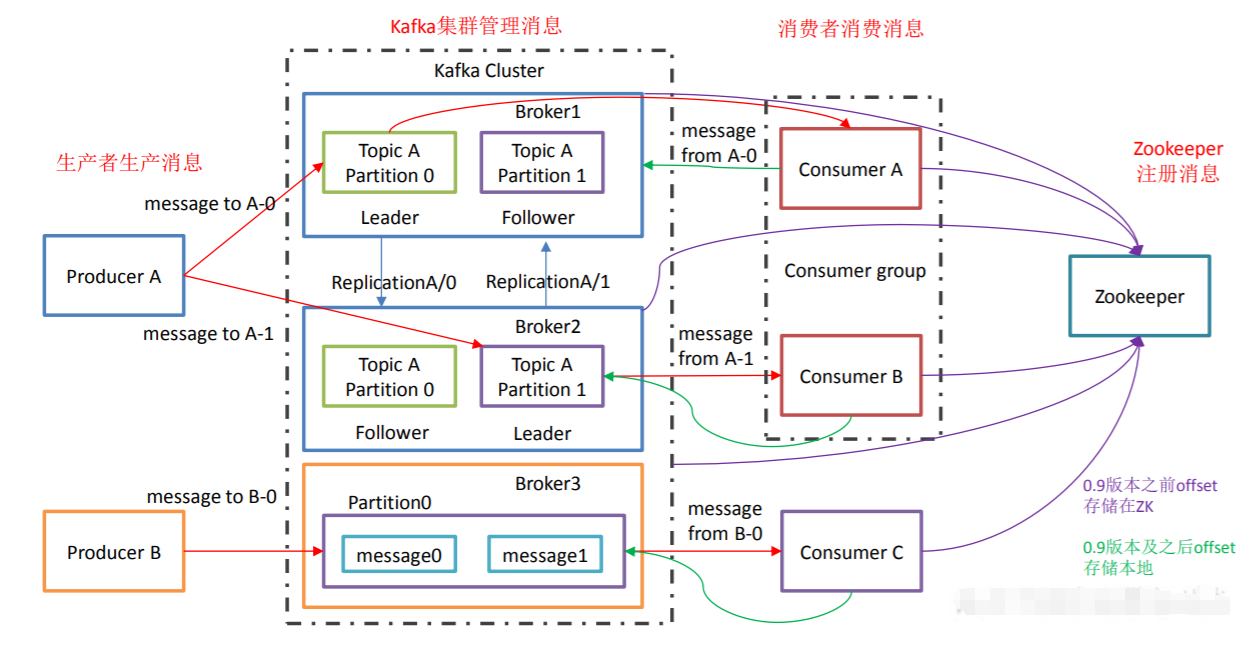 Kafka集群管理消息
消费者消费消息
Kafka Cluster
Broker1
Topic A
Partition 0
Topic A
Partition 1
Leader
Follower
生产者生产消息
message to A-0
Producer A
message to A-1
ReplicationA/0
ReplicationA/1
Broker2
Topic A
Partition 0
Topic A
Partition 1
Follower
Leader
message
from A-0
Consumer A
Consumer group
message
from A-1
Consumer B
Zookeeper
注册消息
Zookeeper
message to B-0
Producer B
Broker3
Partition0
message0
message1
message
from B-0
Consumer C
0.9版本之前offset
存储在ZK
0.9版本及之后offset
存储本地